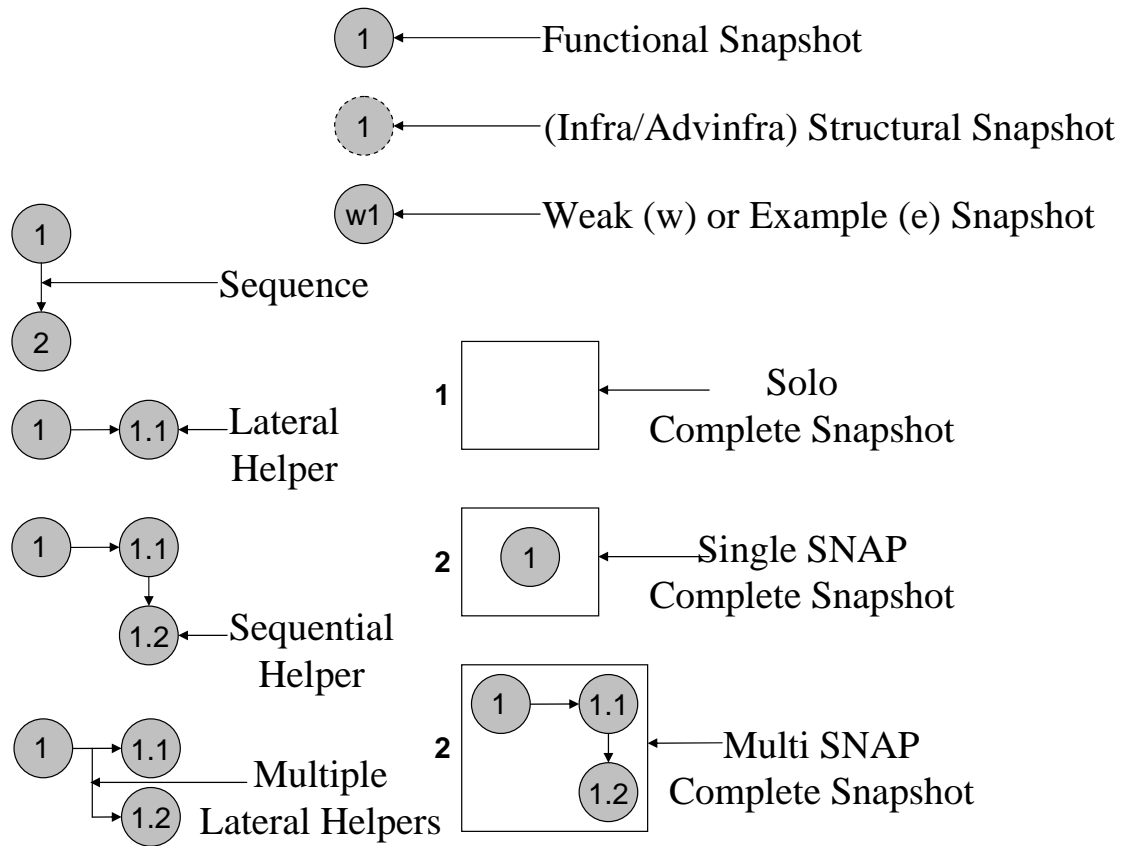 1
Functional Snapshot
1
(Infra/Advinfra) Structural Snapshot
w1
Weak (w) or Example (e) Snapshot
1
Sequence
2
1
1.1
Lateral
Helper
1
1.1
1.2
Sequential
Helper
1
1.1
1.2
Multiple
Lateral Helpers
1
Solo
Complete Snapshot
2
1
Single SNAP
Complete Snapshot
2
1
1.1
1.2
Multi SNAP
Complete Snapshot